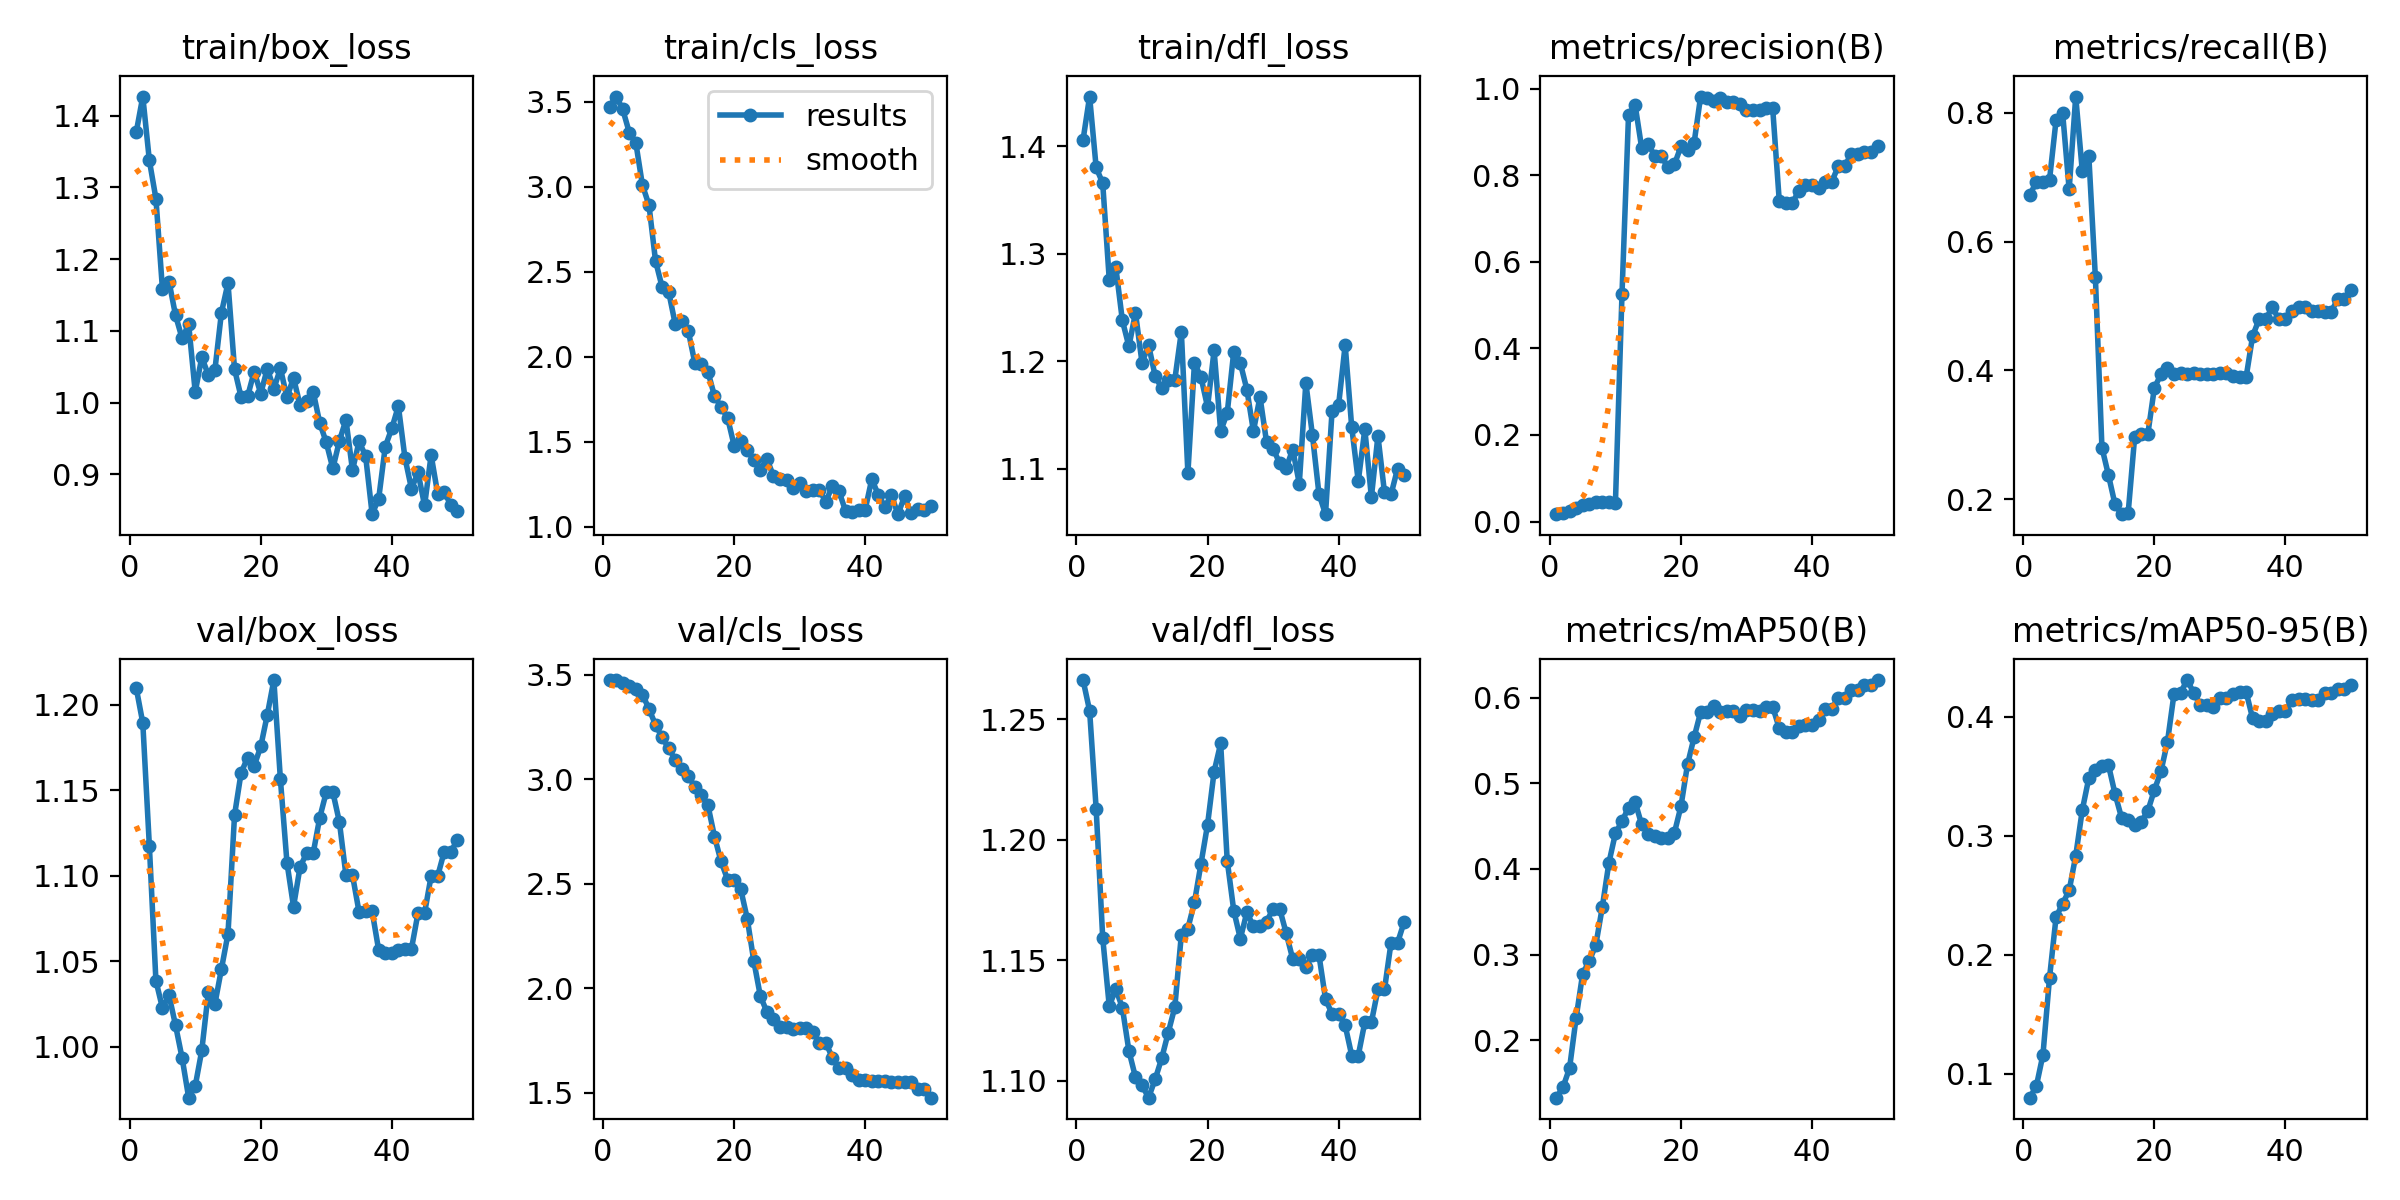 train/box_loss
1.4
1.3
1.2
1.1
1.0
0.9
0 20 40
train/cls_loss
results
smooth
3.5
3.0
2.5
2.0
1.5
1.0
0 20 40
train/dfl_loss
1.4
1.3
1.2
1.1
0 20 40
metrics/precision(B)
1.0
0.8
0.6
0.4
0.2
0.0
0 20 40
metrics/recall(B)
0.8
0.6
0.4
0.2
0 20 40
val/box_loss
1.20
1.15
1.10
1.05
1.00
0 20 40
val/cls_loss
3.5
3.0
2.5
2.0
1.5
0 20 40
val/dfl_loss
1.25
1.20
1.15
1.10
0 20 40
metrics/mAP50(B)
0.6
0.5
0.4
0.3
0.2
0 20 40
metrics/mAP50-95(B)
0.4
0.3
0.2
0.1
0 20 40